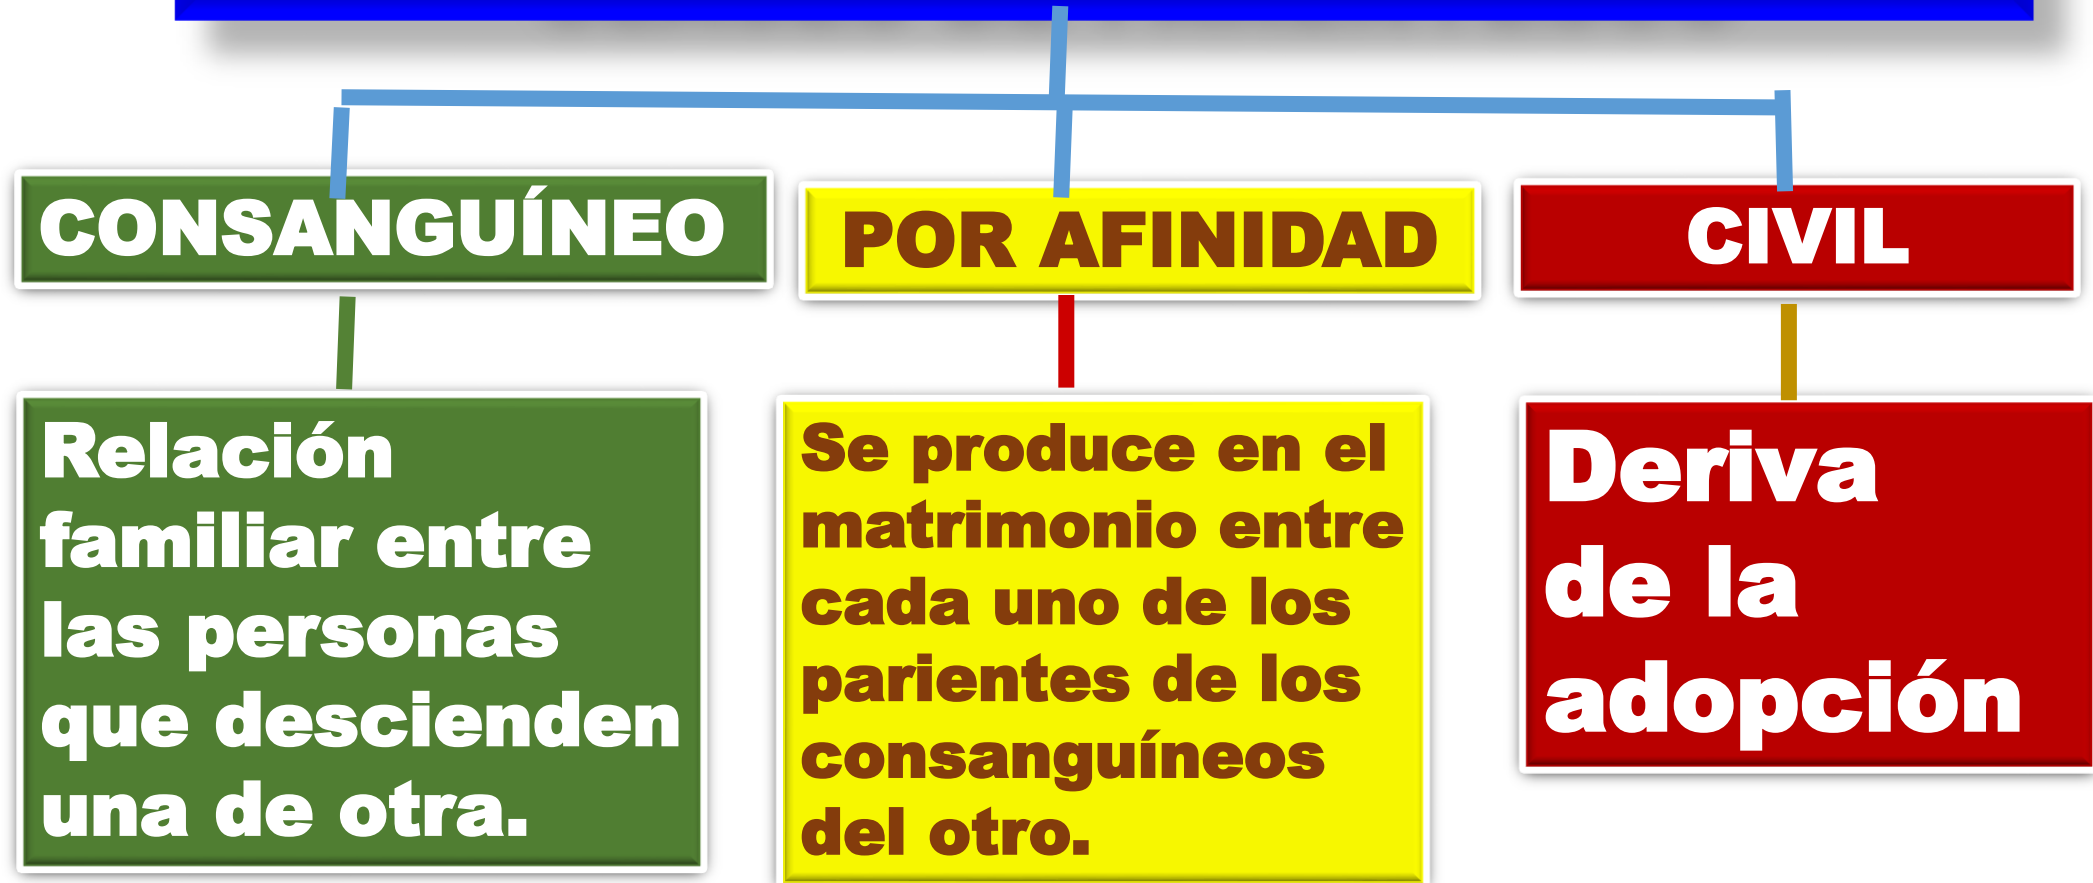 CONSANGUÍNEO
POR AFINIDAD
CIVIL
Relación
familiar entre
las personas
que descienden
una de otra.
Se produce en el
matrimonio entre
cada uno de los
parientes de los
consanguíneos
del otro.
Deriva
de la
adopción